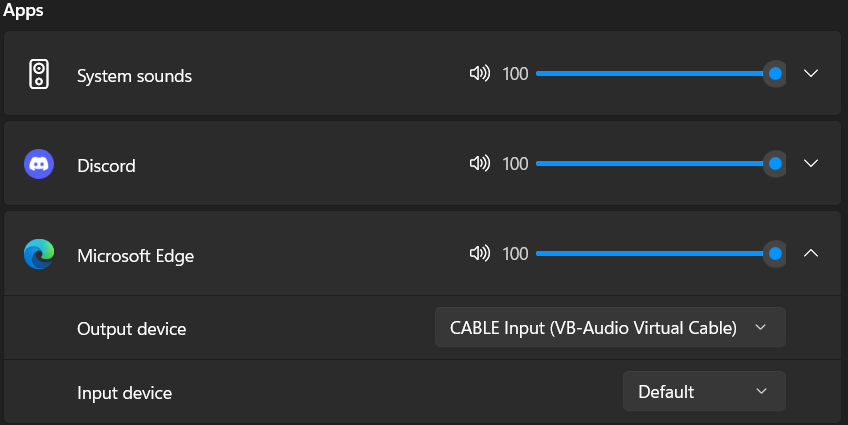 Apps
System sounds 100
Discord 100
Microsoft Edge 100
Output device CABLE Input (VB-Audio Virtual Cable)
Input device Default